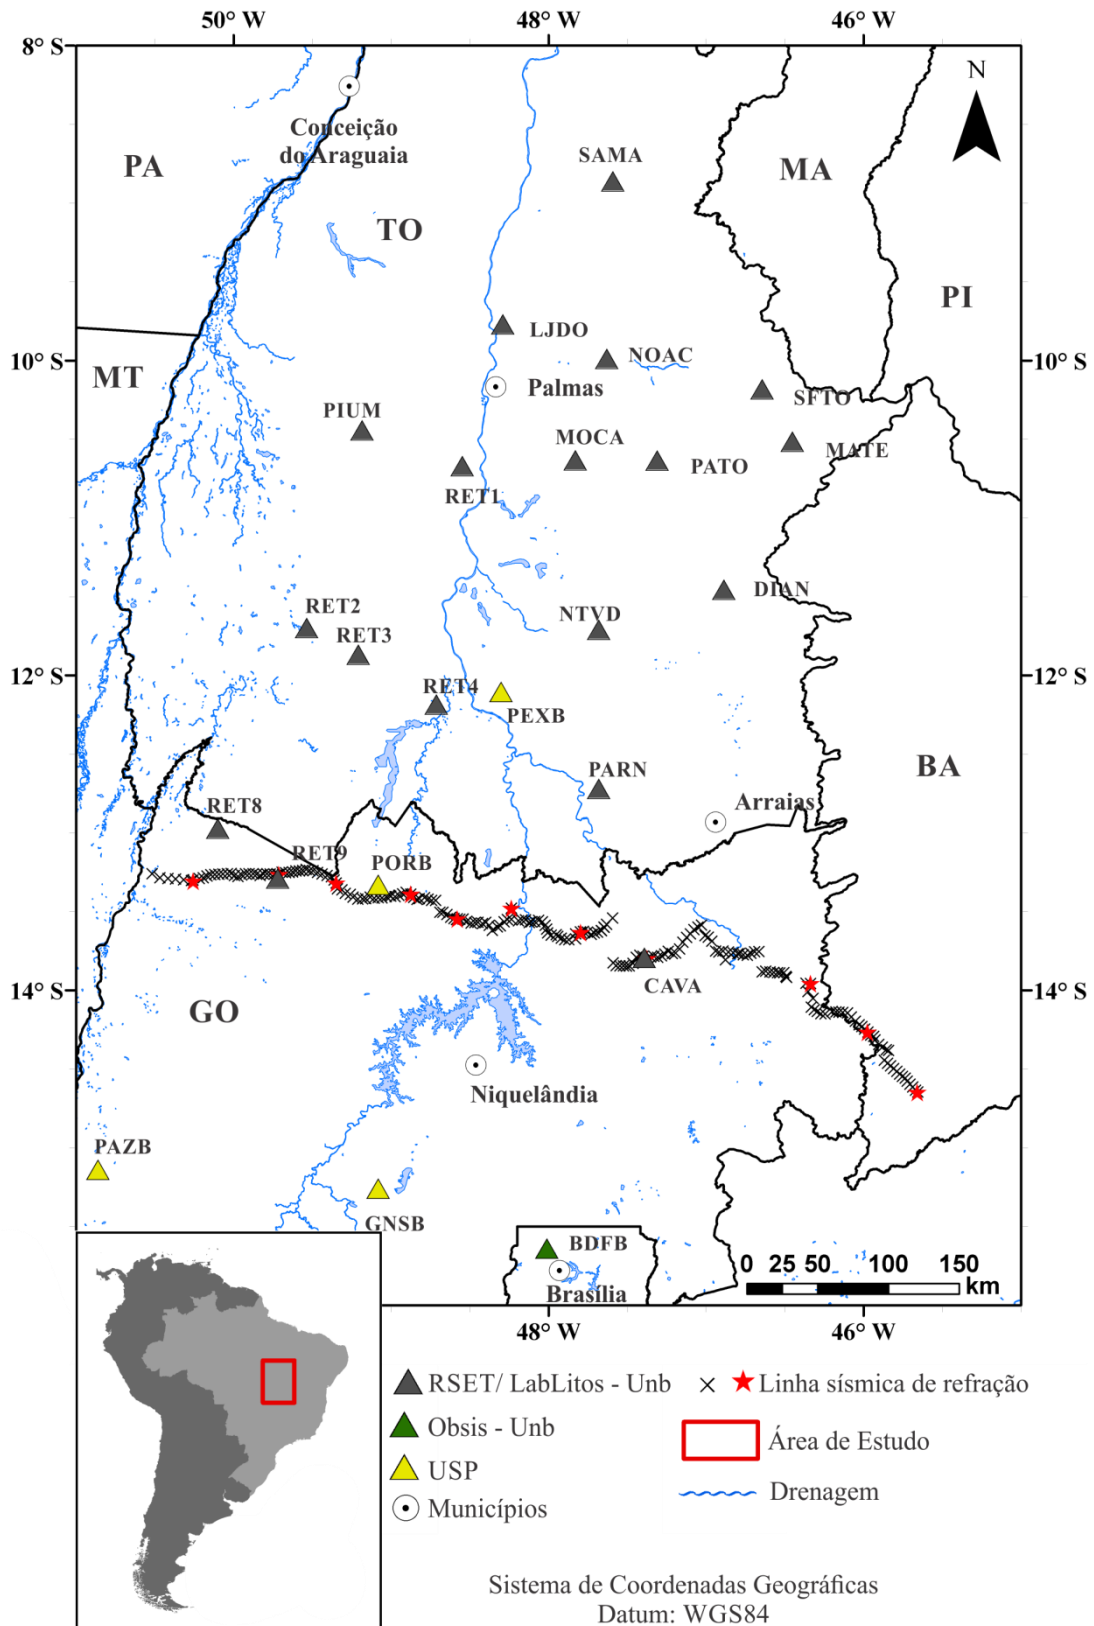 50° W
48° W
46° W
8° S
N
Conceição
do Araguaia
PA
SAMA
MA
TO
PI
LJDO
NOAC
10° S
10° S
MT
Palmas
SFTO
PIUM
MOCA
MATE
PATO
RET1
DIAN
RET2
NTVD
RET3
12° S
12° S
RET4
PEXB
BA
PARN
Arraias
RET8
RET9
PORB
CAVA
14° S
14° S
GO
Niquelândia
PAZB
GNSB
BDFB
Brasília
0 25 50 100 150
km
48° W
46° W
RSET/ LabLitos - Unb
Linha sísmica de refração
Obsis - Unb
Área de Estudo
USP
Drenagem
Municípios
Sistema de Coordenadas Geográficas
Datum: WGS84